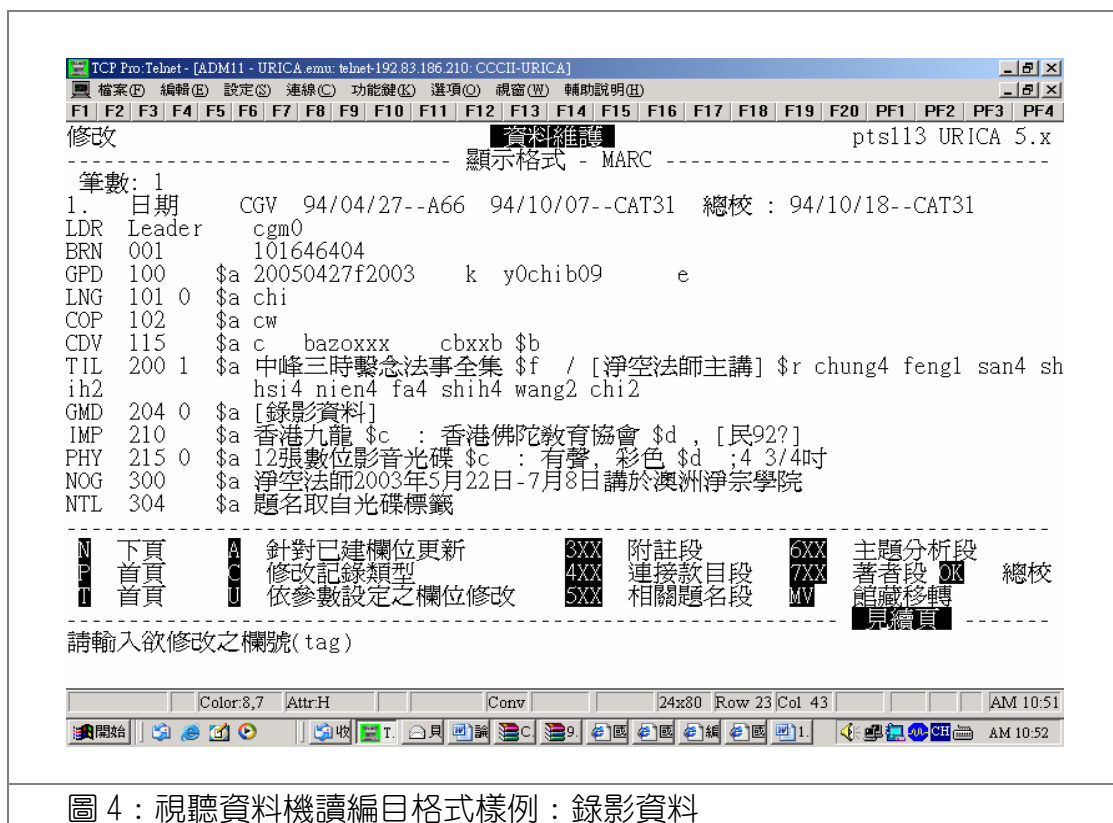 TCP Pro:Telnet - [ADM11 - URICA.emu: telnet-192.83.186.210: CCCII-URICA]
檔案(F) 編輯(E) 設定(S) 連線(C) 功能鍵(K) 選項(O) 視窗(W) 輔助說明(H)
F1 F2 F3 F4 F5 F6 F7 F8 F9 F10 F11 F12 F13 F14 F15 F16 F17 F18 F19 F20 PF1 PF2 PF3 PF4
修改 資料維護 ptsl13 URICA 5.x
顯示格式 - MARC
筆數: 1
1. 日期 CGV 94/04/27--A66 94/10/07--CAT31 總校 : 94/10/18--CAT31
LDR Leader cgm0
BRN 001 101646404
GPD 100 $a 20050427f2003 k y0chib09 e
LNG 101 0 $a chi
COP 102 $a cw
CDV 115 $a c bazoxxx cbxxb $b
TIL 200 1 $a 中峰三時繫念法事全集 $f / [淨空法師主講] $r chung4 feng1 san4 sh
ih2 hsi4 nien4 fa4 shih4 wang2 chi2
GMD 204 0 $a [錄影資料]
IMP 210 $a 香港九龍 $c : 香港佛陀教育協會 $d , [民92?]
PHY 215 0 $a 12張數位影音光碟 $c : 有聲, 彩色 $d ;4 3/4吋
NOG 300 $a 淨空法師2003年5月22日-7月8日講於澳洲淨宗學院
NTL 304 $a 題名取自光碟標籤
N 下頁 A 針對已建欄位更新 3XX 附註段 6XX 主題分析段
P 首頁 C 修改記錄類型 4XX 連接款目段 7XX 著者段 OK 總校
T 首頁 U 依參數設定之欄位修改 5XX 相關題名段 MV 館藏移轉
見續頁
請輸入欲修改之欄號(tag)
Color:8,7 Attr:H Conv 24x80 Row 23 Col 43 AM 10:51
開始 收 T. 貝 論 C. 9. 國 國 編 國 1. CH AM 10:52
圖 4：視聽資料機讀編目格式樣例：錄影資料